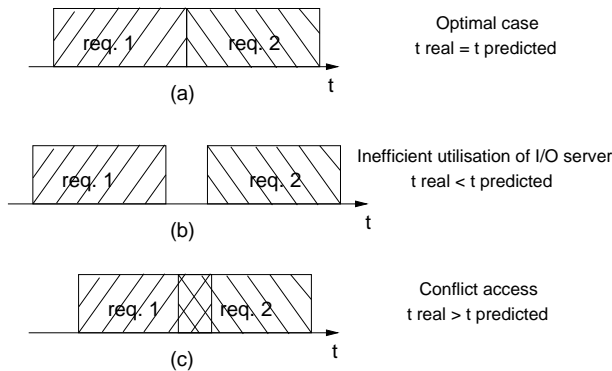 req. 1
req. 2
t
(a)
Optimal case
t real = t predicted
req. 1
req. 2
t
(b)
Inefficient utilisation of I/O server
t real < t predicted
req. 1
req. 2
t
(c)
Conflict access
t real > t predicted